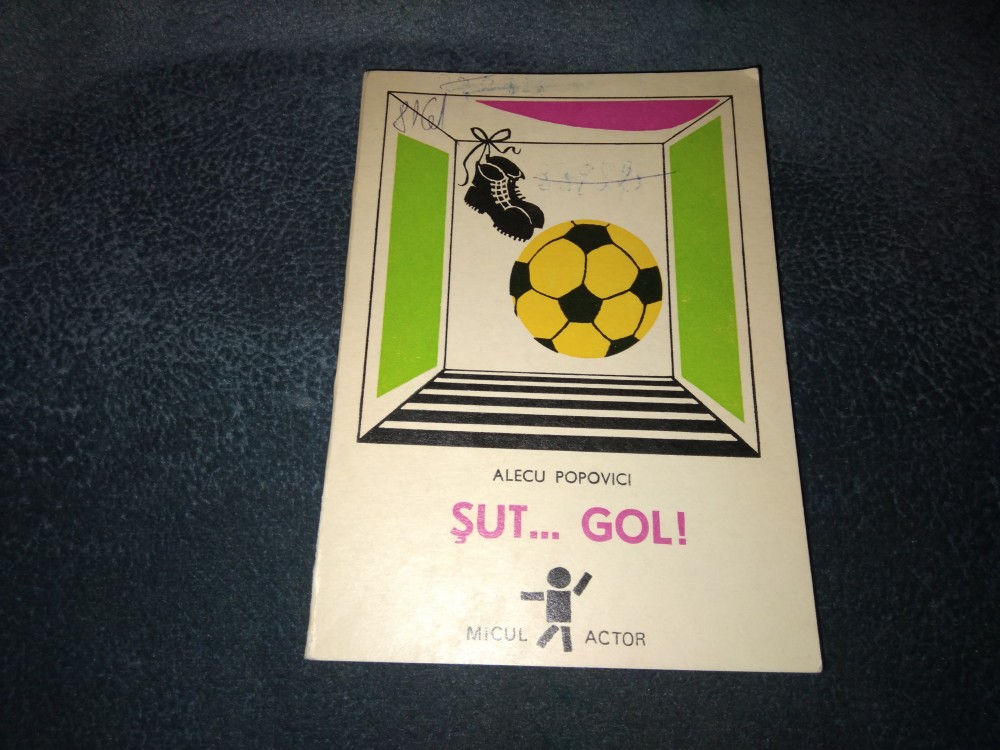 ALECU POPOVICI
ŞUT... GOL!
MICUL ACTOR